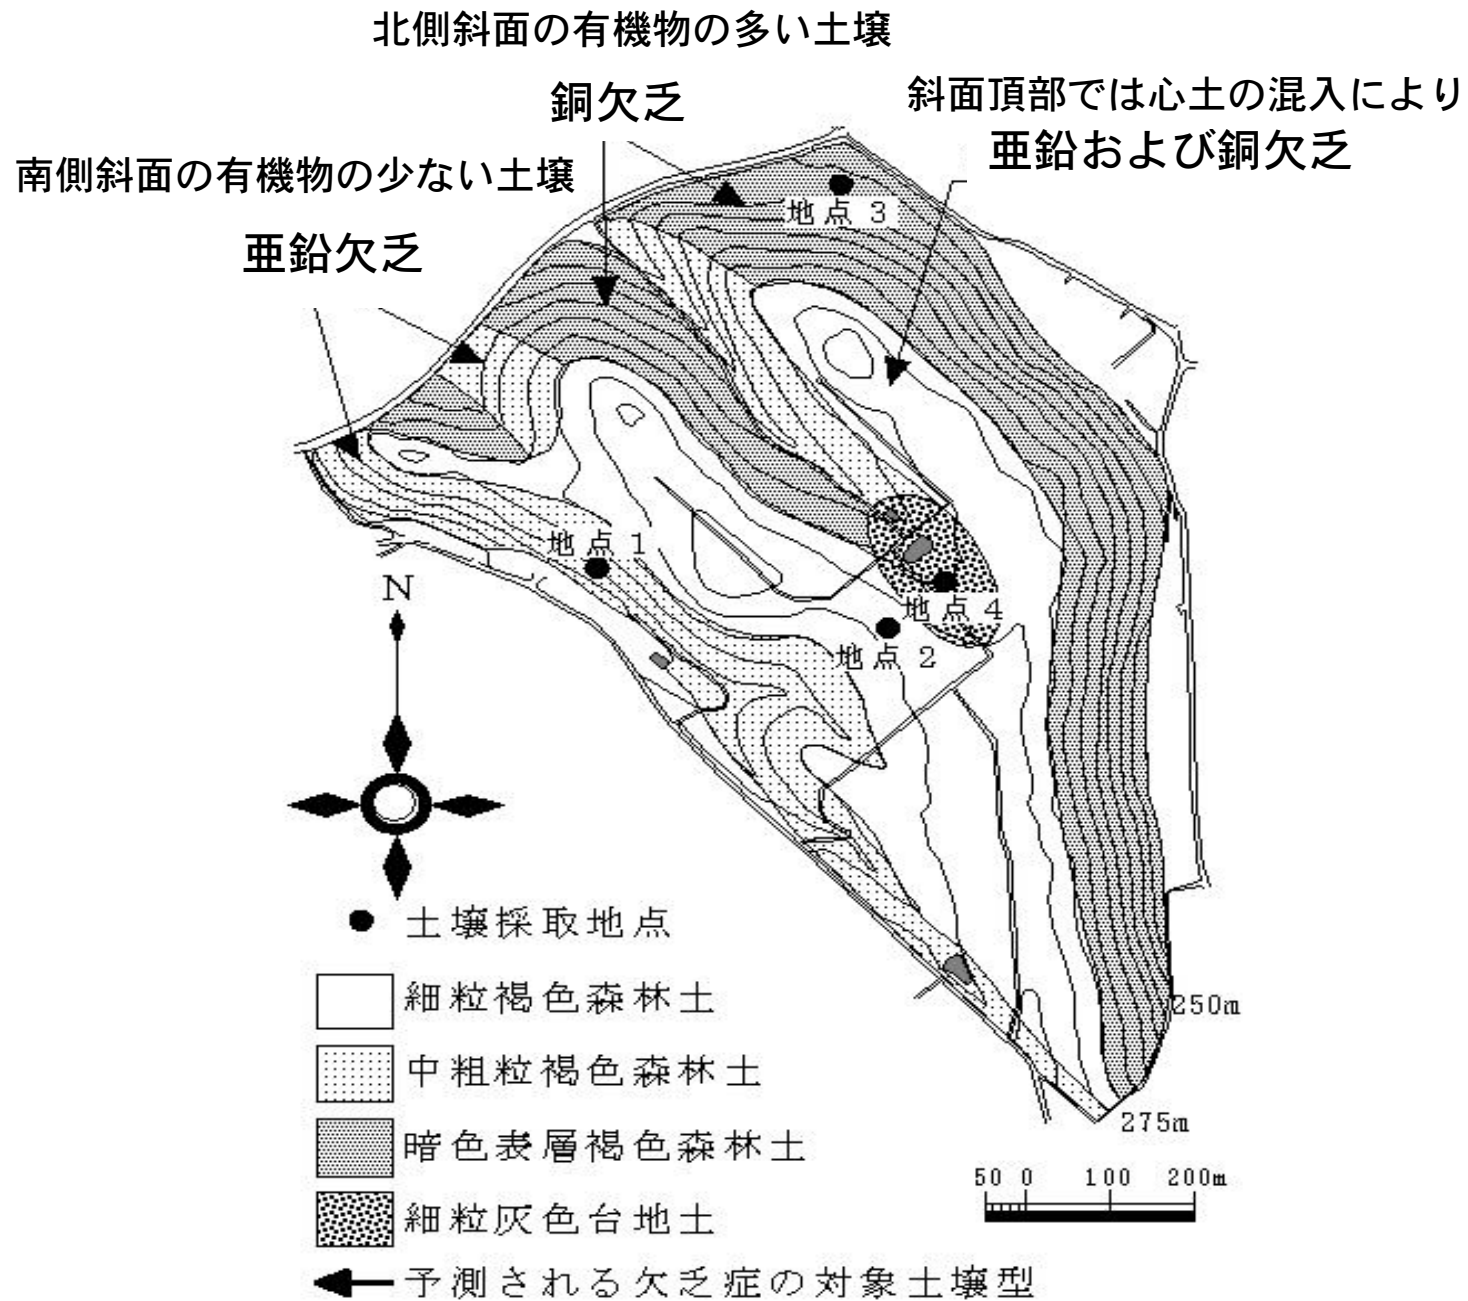 北側斜面の有機物の多い土壌
銅欠乏
斜面頂部では心土の混入により
亜鉛および銅欠乏
南側斜面の有機物の少ない土壌
亜鉛欠乏
地点3
地点1
地点4
地点2
N
土壌採取地点
細粒褐色森林土
中粗粒褐色森林土
暗色表層褐色森林土
細粒灰色台地土
予測される欠乏症の対象土壌型
250m
275m
50 0 100 200m